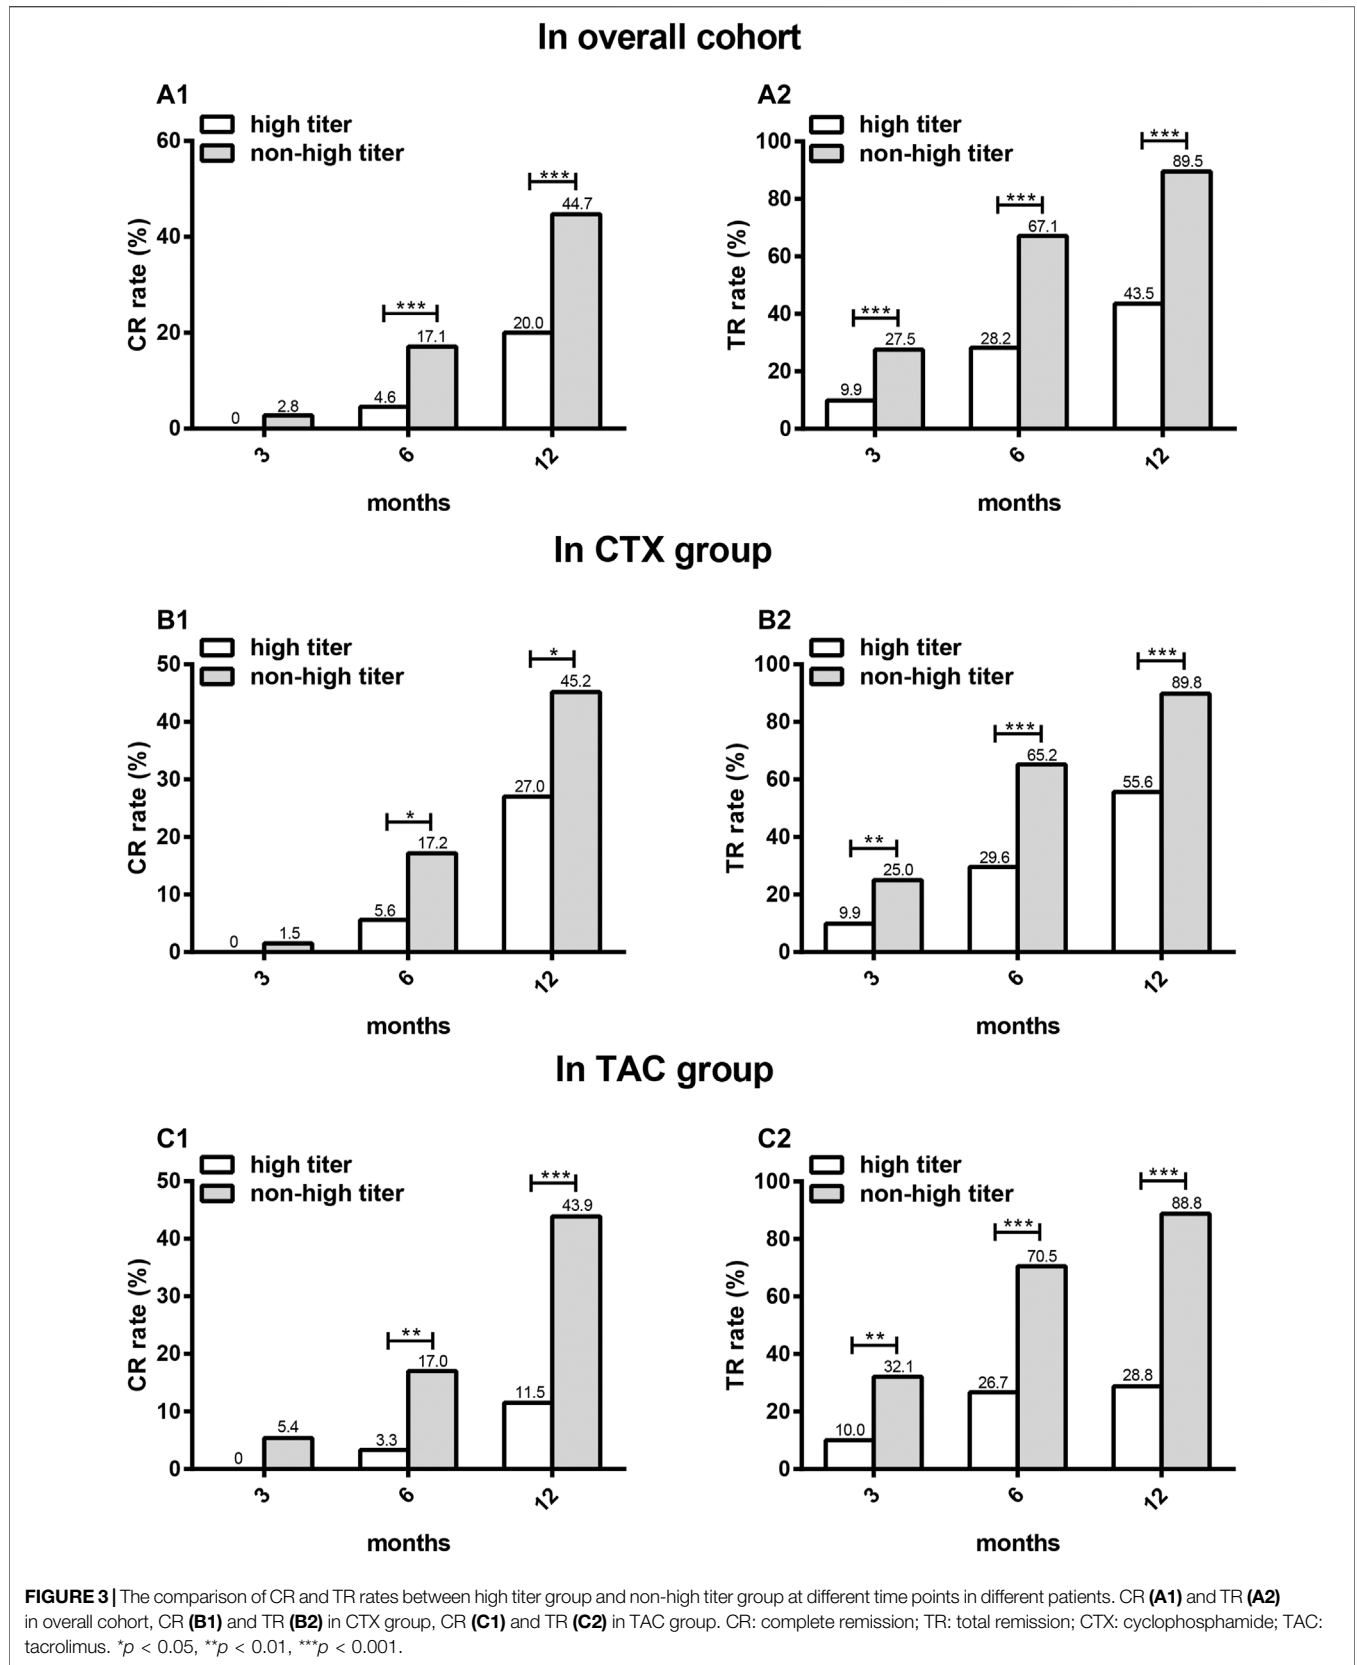 In overall cohort
A1
high titer
non-high titer
CR rate (%)
60
40
20
0
0
2.8
4.6
17.1
20.0
44.7
***
***
3
6
12
months
A2
high titer
non-high titer
TR rate (%)
100
80
60
40
20
0
9.9
27.5
28.2
67.1
43.5
89.5
***
***
***
3
6
12
months
In CTX group
B1
high titer
non-high titer
CR rate (%)
50
40
30
20
10
0
0
1.5
5.6
17.2
27.0
45.2
*
*
3
6
12
months
B2
high titer
non-high titer
TR rate (%)
100
80
60
40
20
0
9.9
25.0
29.6
65.2
55.6
89.8
**
***
***
3
6
12
months
In TAC group
C1
high titer
non-high titer
CR rate (%)
50
40
30
20
10
0
0
5.4
3.3
17.0
11.5
43.9
**
***
3
6
12
months
C2
high titer
non-high titer
TR rate (%)
100
80
60
40
20
0
10.0
32.1
26.7
70.5
28.8
88.8
**
***
***
3
6
12
months
FIGURE 3 | The comparison of CR and TR rates between high titer group and non-high titer group at different time points in different patients. CR (A1) and TR (A2)
in overall cohort, CR (B1) and TR (B2) in CTX group, CR (C1) and TR (C2) in TAC group. CR: complete remission; TR: total remission; CTX: cyclophosphamide; TAC:
tacrolimus. *p < 0.05, **p < 0.01, ***p < 0.001.